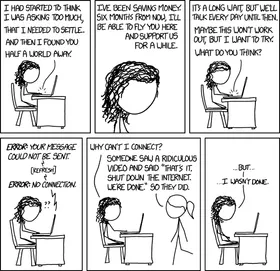 I HAD STARTED TO THINK
I WAS ASKING TOO MUCH,
THAT I NEEDED TO SETTLE.
AND THEN I FOUND YOU
HALF A WORLD AWAY.
I'VE BEEN SAVING MONEY.
SIX MONTHS FROM NOW, I'LL
BE ABLE TO FLY YOU HERE
AND SUPPORT US
FOR A WHILE.
IT'S A LONG WAIT, BUT WE'LL
TALK EVERY DAY UNTIL THEN.
MAYBE THIS WON'T WORK
OUT, BUT I WANT TO TRY.
WHAT DO YOU THINK?
ERROR: YOUR MESSAGE
COULD NOT BE SENT.
[REFRESH]
ERROR: NO CONNECTION.
??
WHY CAN'T I CONNECT?
SOMEONE SAW A RIDICULOUS
VIDEO AND SAID "THAT'S IT,
SHUT DOWN THE INTERNET.
WE'RE DONE." SO THEY DID.
...BUT...
...I WASN'T DONE.